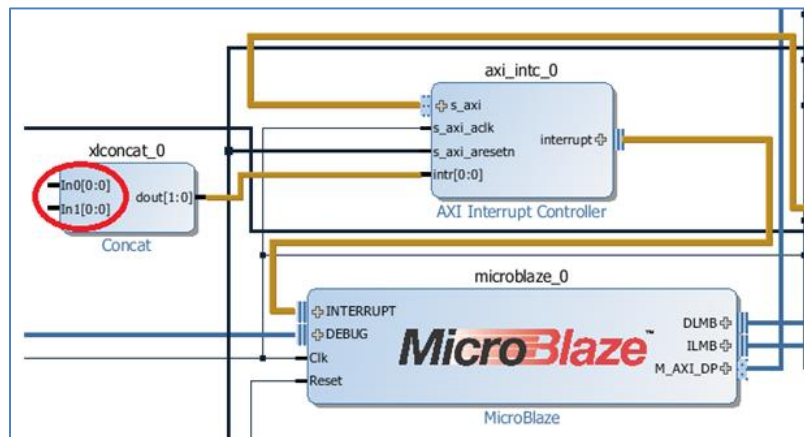 axi_intc_0
s_axi
s_axi_aclk
s_axi_aresetn
intr[0:0]
interrupt
AXI Interrupt Controller
xlconcat_0
In0[0:0]
In1[0:0]
dout[1:0]
Concat
microblaze_0
INTERRUPT
DEBUG
Clk
Reset
MicroBlaze™
DLMB
ILMB
M_AXI_DP
MicroBlaze